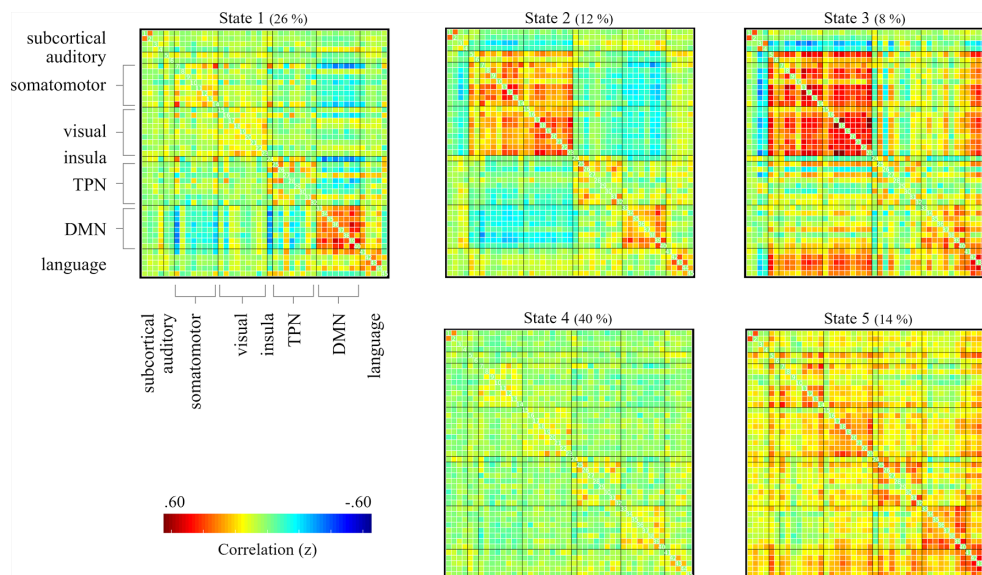 State 1 (26 %)
State 2 (12 %)
State 3 (8 %)
subcortical
auditory
somatomotor
visual
insula
TPN
DMN
language
subcortical
auditory
somatomotor
visual
insula
TPN
DMN
language
State 4 (40 %)
State 5 (14 %)
.60
-.60
Correlation (z)